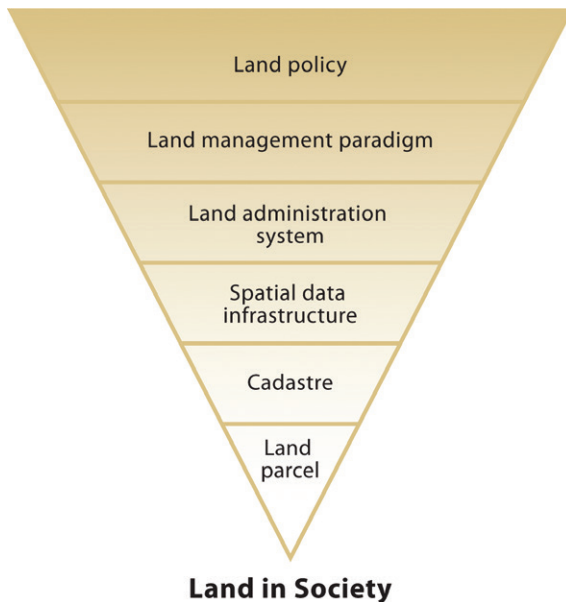 Land policy
Land management paradigm
Land administration
system
Spatial data
infrastructure
Cadastre
Land
parcel
Land in Society